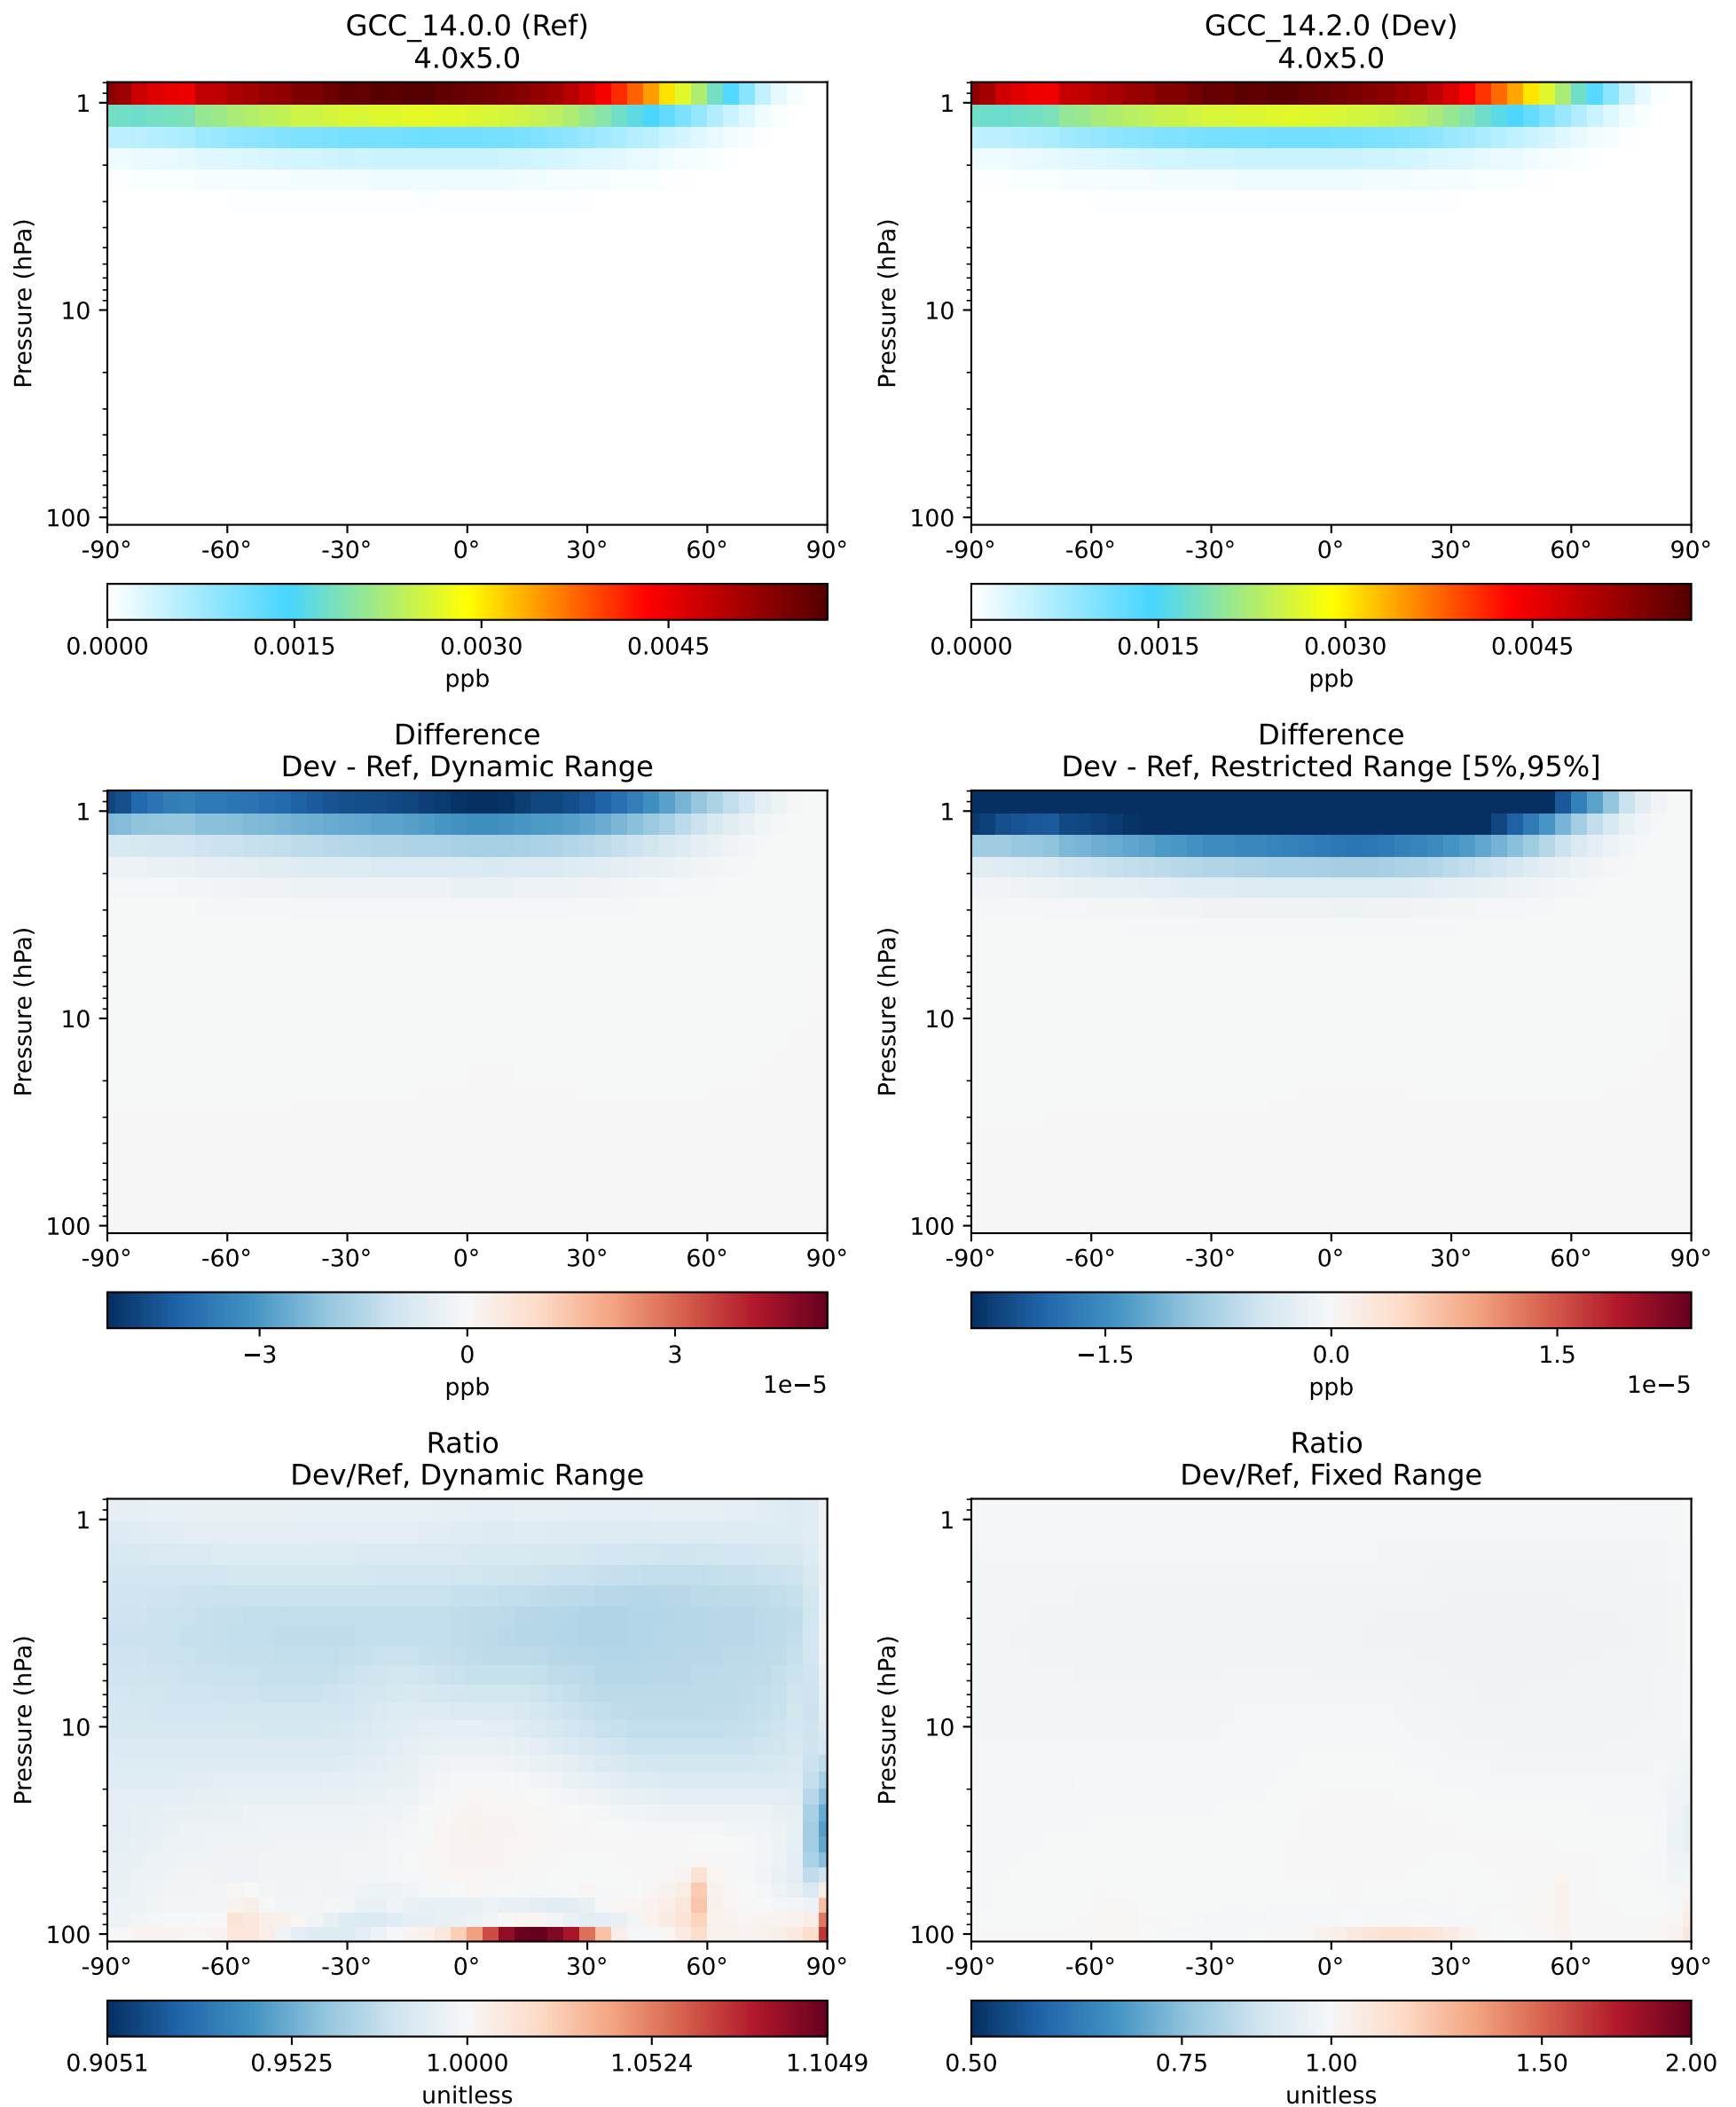 GCC_14.0.0 (Ref)
4.0x5.0
1
10
100
Pressure (hPa)
-90° -60° -30° 0° 30° 60° 90°
0.0000 0.0015 0.0030 0.0045
ppb
GCC_14.2.0 (Dev)
4.0x5.0
1
10
100
Pressure (hPa)
-90° -60° -30° 0° 30° 60° 90°
0.0000 0.0015 0.0030 0.0045
ppb
Difference
Dev - Ref, Dynamic Range
1
10
100
Pressure (hPa)
-90° -60° -30° 0° 30° 60° 90°
−3 0 3
1e−5
ppb
Difference
Dev - Ref, Restricted Range [5%,95%]
1
10
100
Pressure (hPa)
-90° -60° -30° 0° 30° 60° 90°
−1.5 0.0 1.5
1e−5
ppb
Ratio
Dev/Ref, Dynamic Range
1
10
100
Pressure (hPa)
-90° -60° -30° 0° 30° 60° 90°
0.9051 0.9525 1.0000 1.0524 1.1049
unitless
Ratio
Dev/Ref, Fixed Range
1
10
100
Pressure (hPa)
-90° -60° -30° 0° 30° 60° 90°
0.50 0.75 1.00 1.50 2.00
unitless